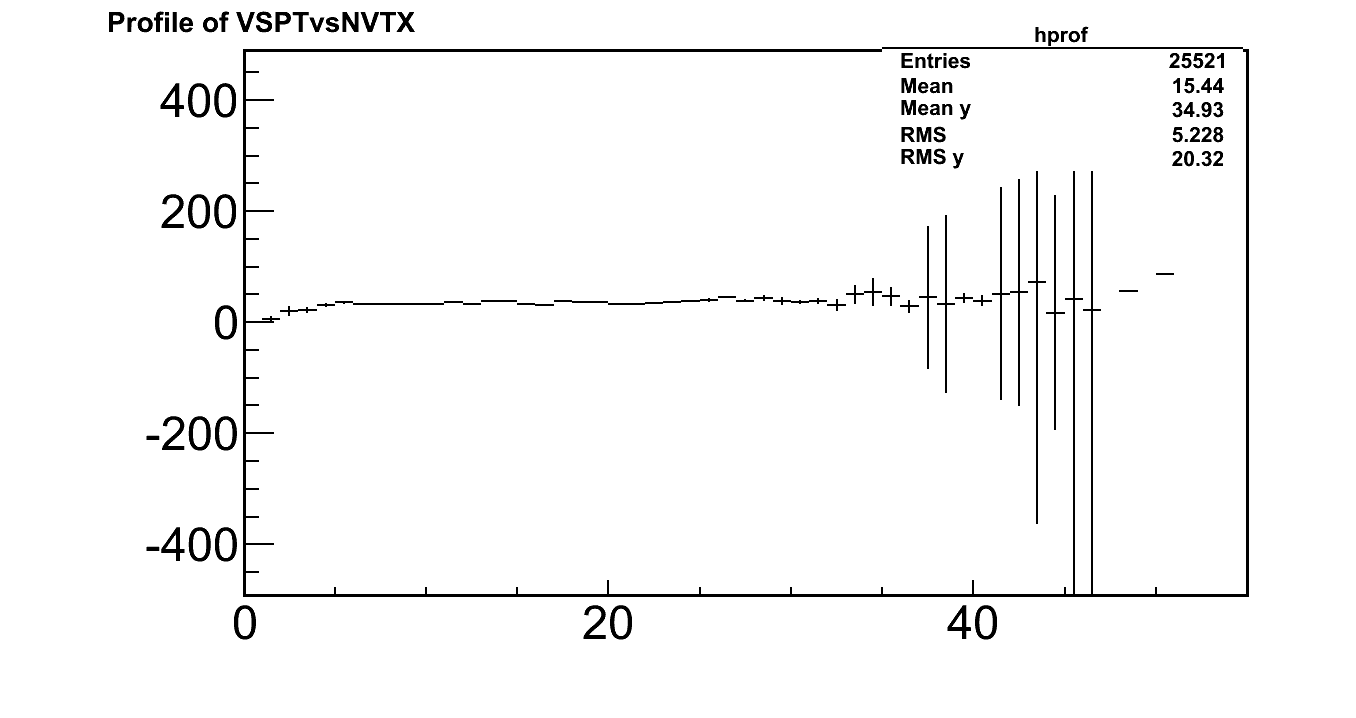 Profile of VSPTvsNVTX
hprof
Entries 25521
Mean 15.44
Mean y 34.93
RMS 5.228
RMS y 20.32
400
200
0
-200
-400
0 20 40